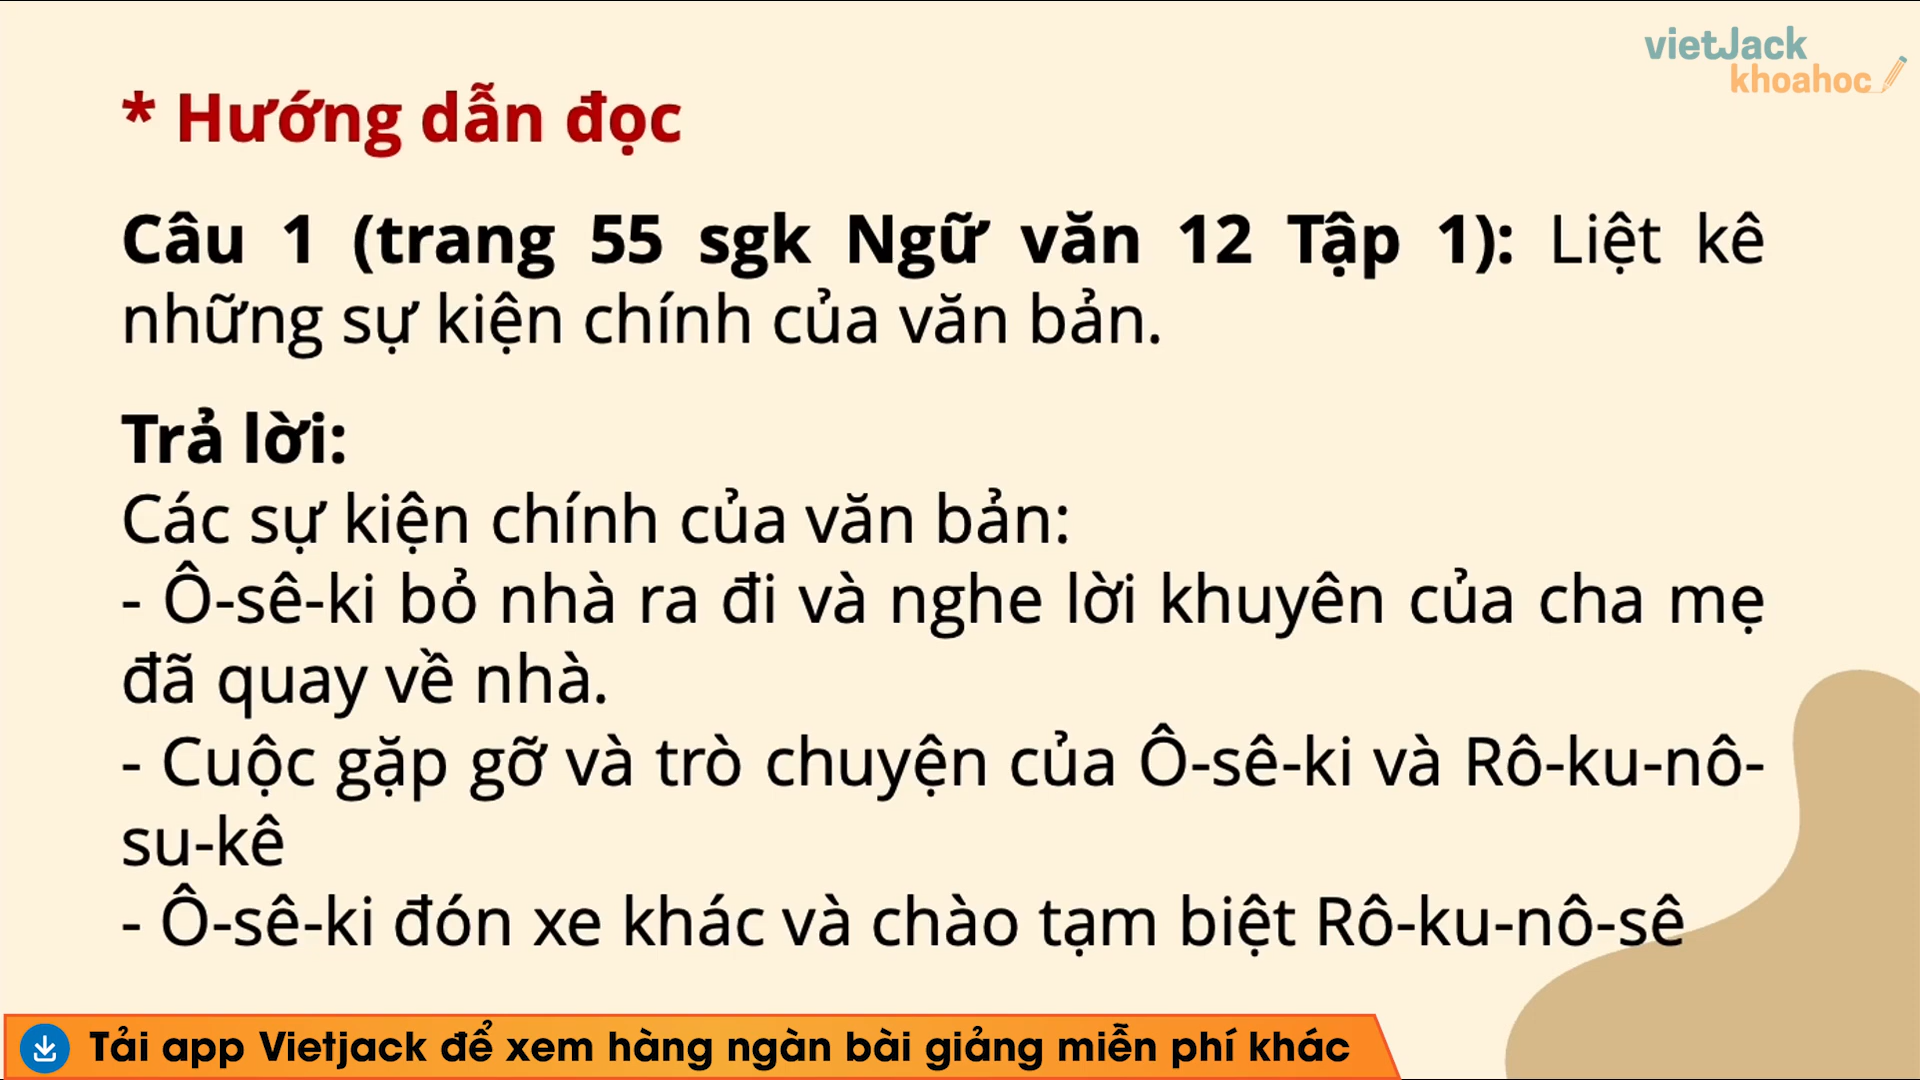 vietJack
khoahoc
* Hướng dẫn đọc
Câu 1 (trang 55 sgk Ngữ văn 12 Tập 1): Liệt kê
những sự kiện chính của văn bản.
Trả lời:
Các sự kiện chính của văn bản:
- Ô-sê-ki bỏ nhà ra đi và nghe lời khuyên của cha mẹ
đã quay về nhà.
- Cuộc gặp gỡ và trò chuyện của Ô-sê-ki và Rô-ku-nô-
su-kê
- Ô-sê-ki đón xe khác và chào tạm biệt Rô-ku-nô-sê
Tải app Vietjack để xem hàng ngàn bài giảng miễn phí khác